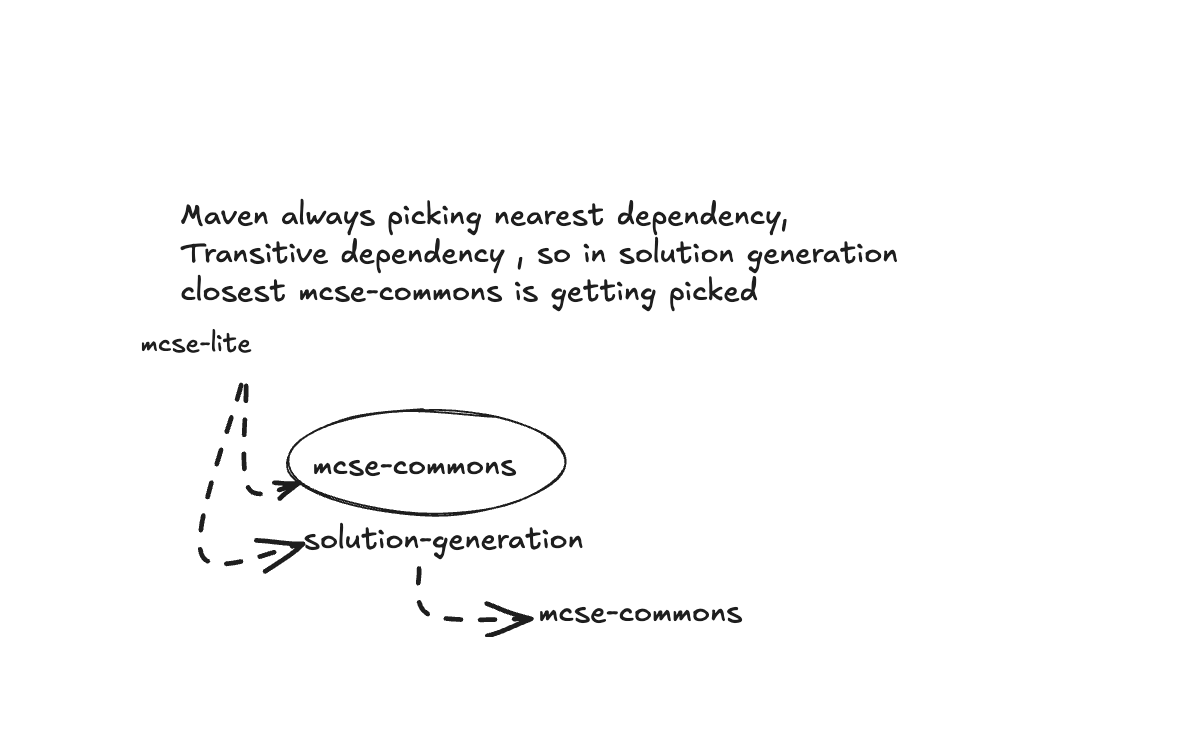 Maven always picking nearest dependency,
Transitive dependency , so in solution generation
closest mcse-commons is getting picked
mcse-lite
mcse-commons
solution-generation
mcse-commons